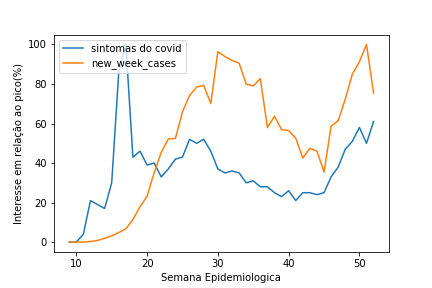 100
80
60
40
20
0
Interesse em relação ao pico(%)
sintomas do covid
new_week_cases
10
20
30
40
50
Semana Epidemiologica